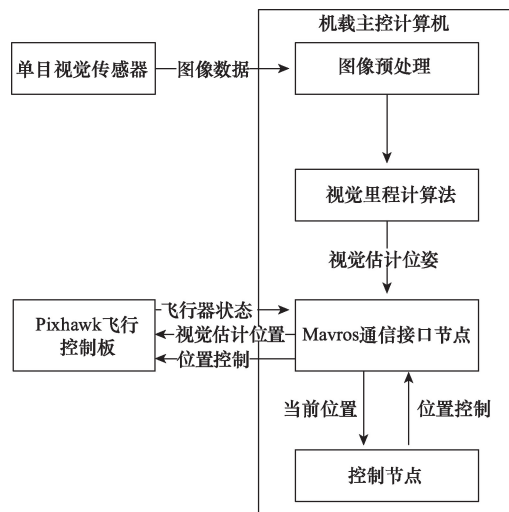 机载主控计算机
单目视觉传感器
图像数据
图像预处理
视觉里程计算法
视觉估计位姿
Pixhawk飞行
控制板
飞行器状态
视觉估计位置
位置控制
Mavros通信接口节点
当前位置
位置控制
控制节点